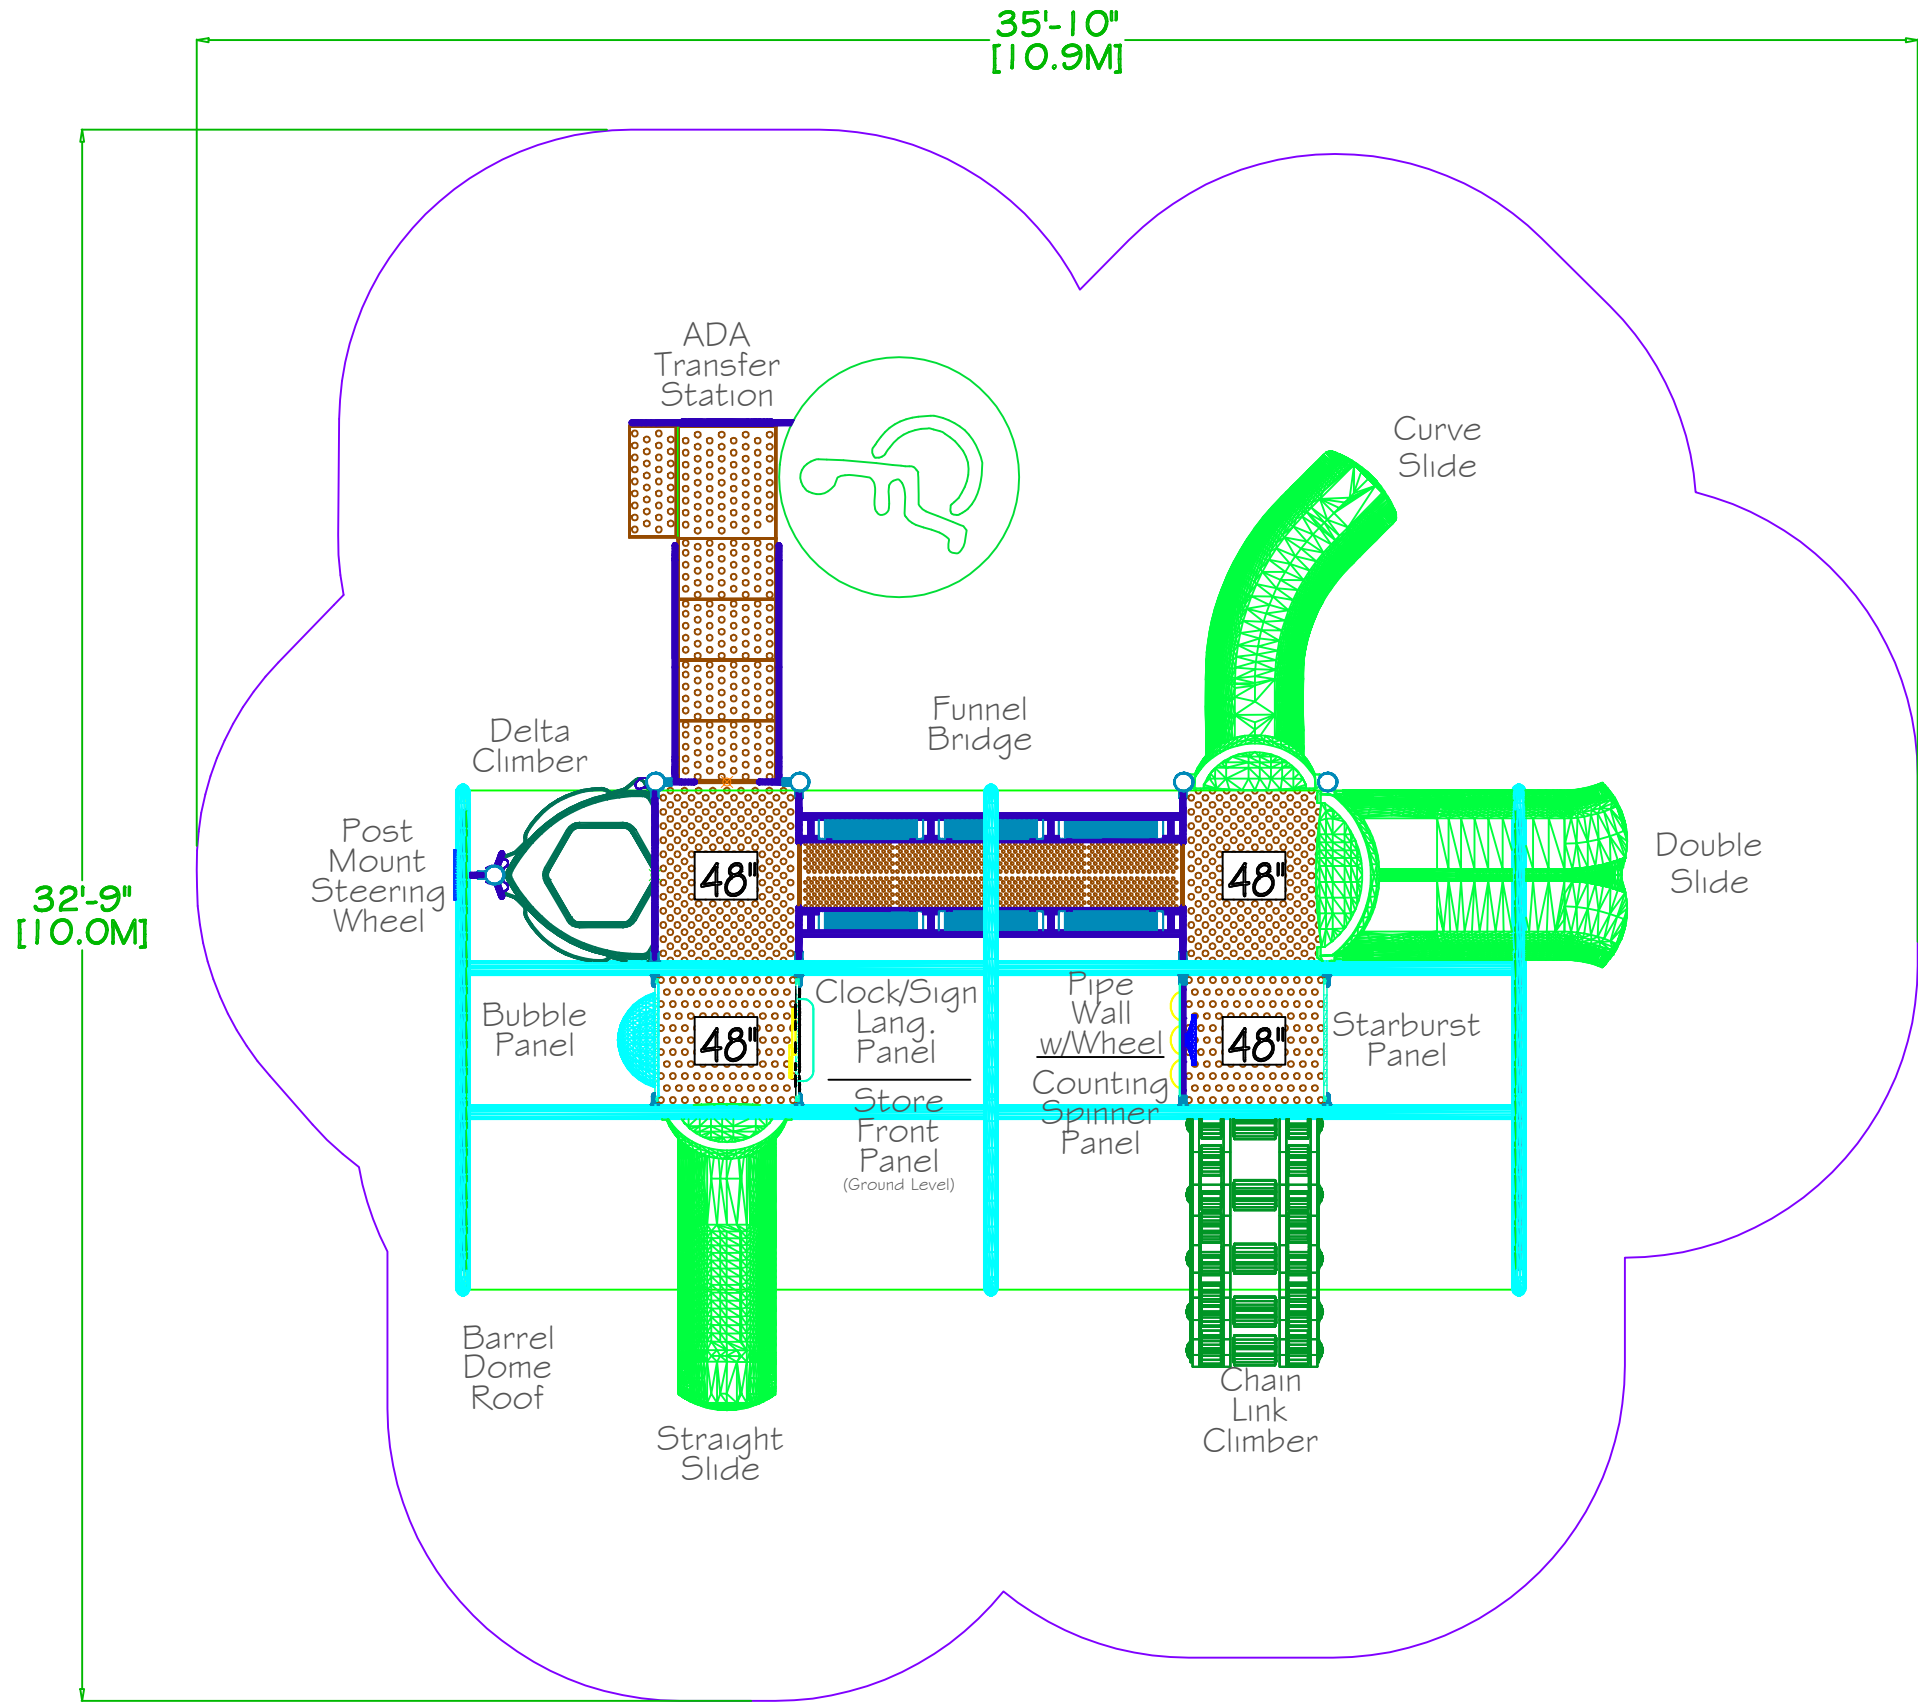 35'-10"
[10.9M]
ADA
Transfer
Station
Curve
Slide
Funnel
Bridge
Delta
Climber
Post
Mount
Steering
Wheel
Double
Slide
32'-9"
[10.0M]
48"
48"
Bubble
Panel
48"
Clock/Sign
Lang.
Panel
Store
Front
Panel
(Ground Level)
Pipe
Wall
w/Wheel
Counting
Spinner
Panel
48"
Starburst
Panel
Barrel
Dome
Roof
Straight
Slide
Chain
Link
Climber